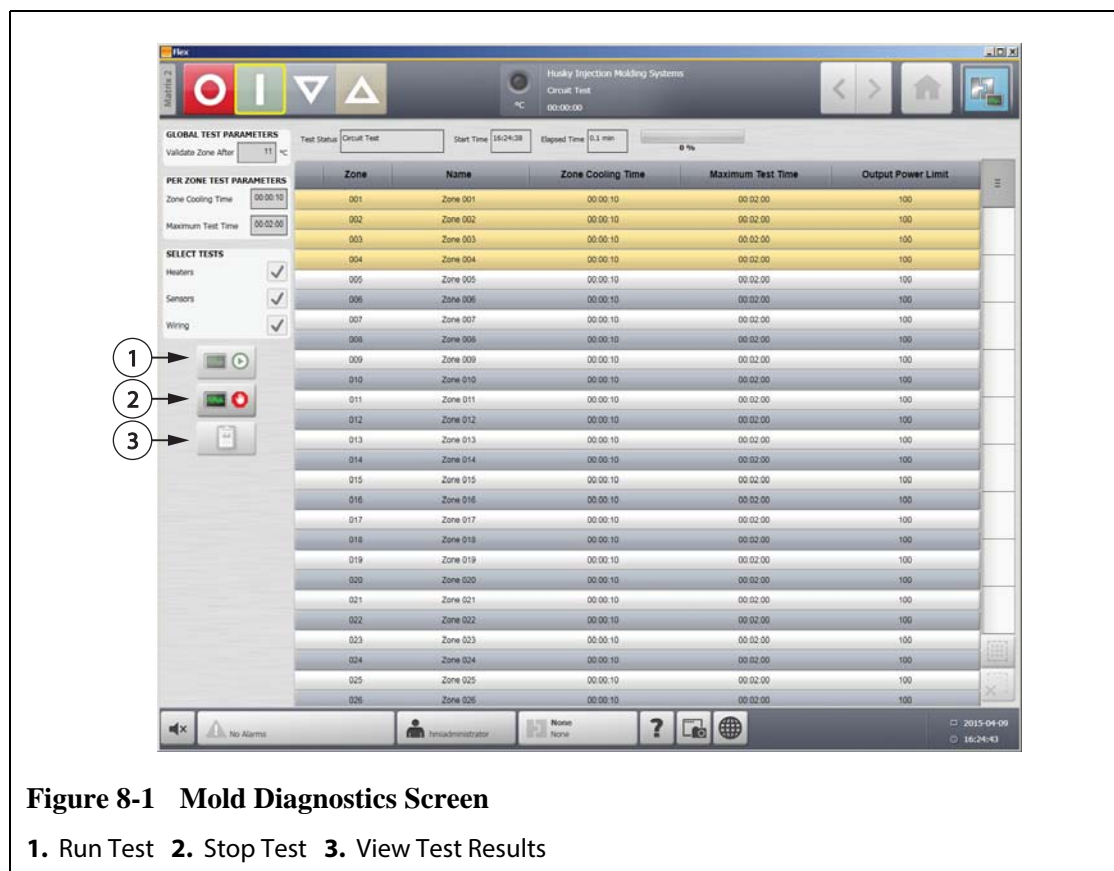 Flex
Matrix 2
Husky Injection Molding Systems
Circuit Test
°C 00:00:00
GLOBAL TEST PARAMETERS
Validate Zone After 11 °C
Test Status Circuit Test Start Time 16:24:38 Elapsed Time 0.1 min 0 %
PER ZONE TEST PARAMETERS
Zone Cooling Time 00:00:10
Maximum Test Time 00:02:00
SELECT TESTS
Heaters
Sensors
Wiring
1
2
3
Zone Name Zone Cooling Time Maximum Test Time Output Power Limit
001 Zone 001 00:00:10 00:02:00 100
002 Zone 002 00:00:10 00:02:00 100
003 Zone 003 00:00:10 00:02:00 100
004 Zone 004 00:00:10 00:02:00 100
005 Zone 005 00:00:10 00:02:00 100
006 Zone 006 00:00:10 00:02:00 100
007 Zone 007 00:00:10 00:02:00 100
008 Zone 008 00:00:10 00:02:00 100
009 Zone 009 00:00:10 00:02:00 100
010 Zone 010 00:00:10 00:02:00 100
011 Zone 011 00:00:10 00:02:00 100
012 Zone 012 00:00:10 00:02:00 100
013 Zone 013 00:00:10 00:02:00 100
014 Zone 014 00:00:10 00:02:00 100
015 Zone 015 00:00:10 00:02:00 100
016 Zone 016 00:00:10 00:02:00 100
017 Zone 017 00:00:10 00:02:00 100
018 Zone 018 00:00:10 00:02:00 100
019 Zone 019 00:00:10 00:02:00 100
020 Zone 020 00:00:10 00:02:00 100
021 Zone 021 00:00:10 00:02:00 100
022 Zone 022 00:00:10 00:02:00 100
023 Zone 023 00:00:10 00:02:00 100
024 Zone 024 00:00:10 00:02:00 100
025 Zone 025 00:00:10 00:02:00 100
026 Zone 026 00:00:10 00:02:00 100
No Alarms
hmiadministrator
None
None
?
2015-04-09
16:24:43
Figure 8-1 Mold Diagnostics Screen
1. Run Test 2. Stop Test 3. View Test Results